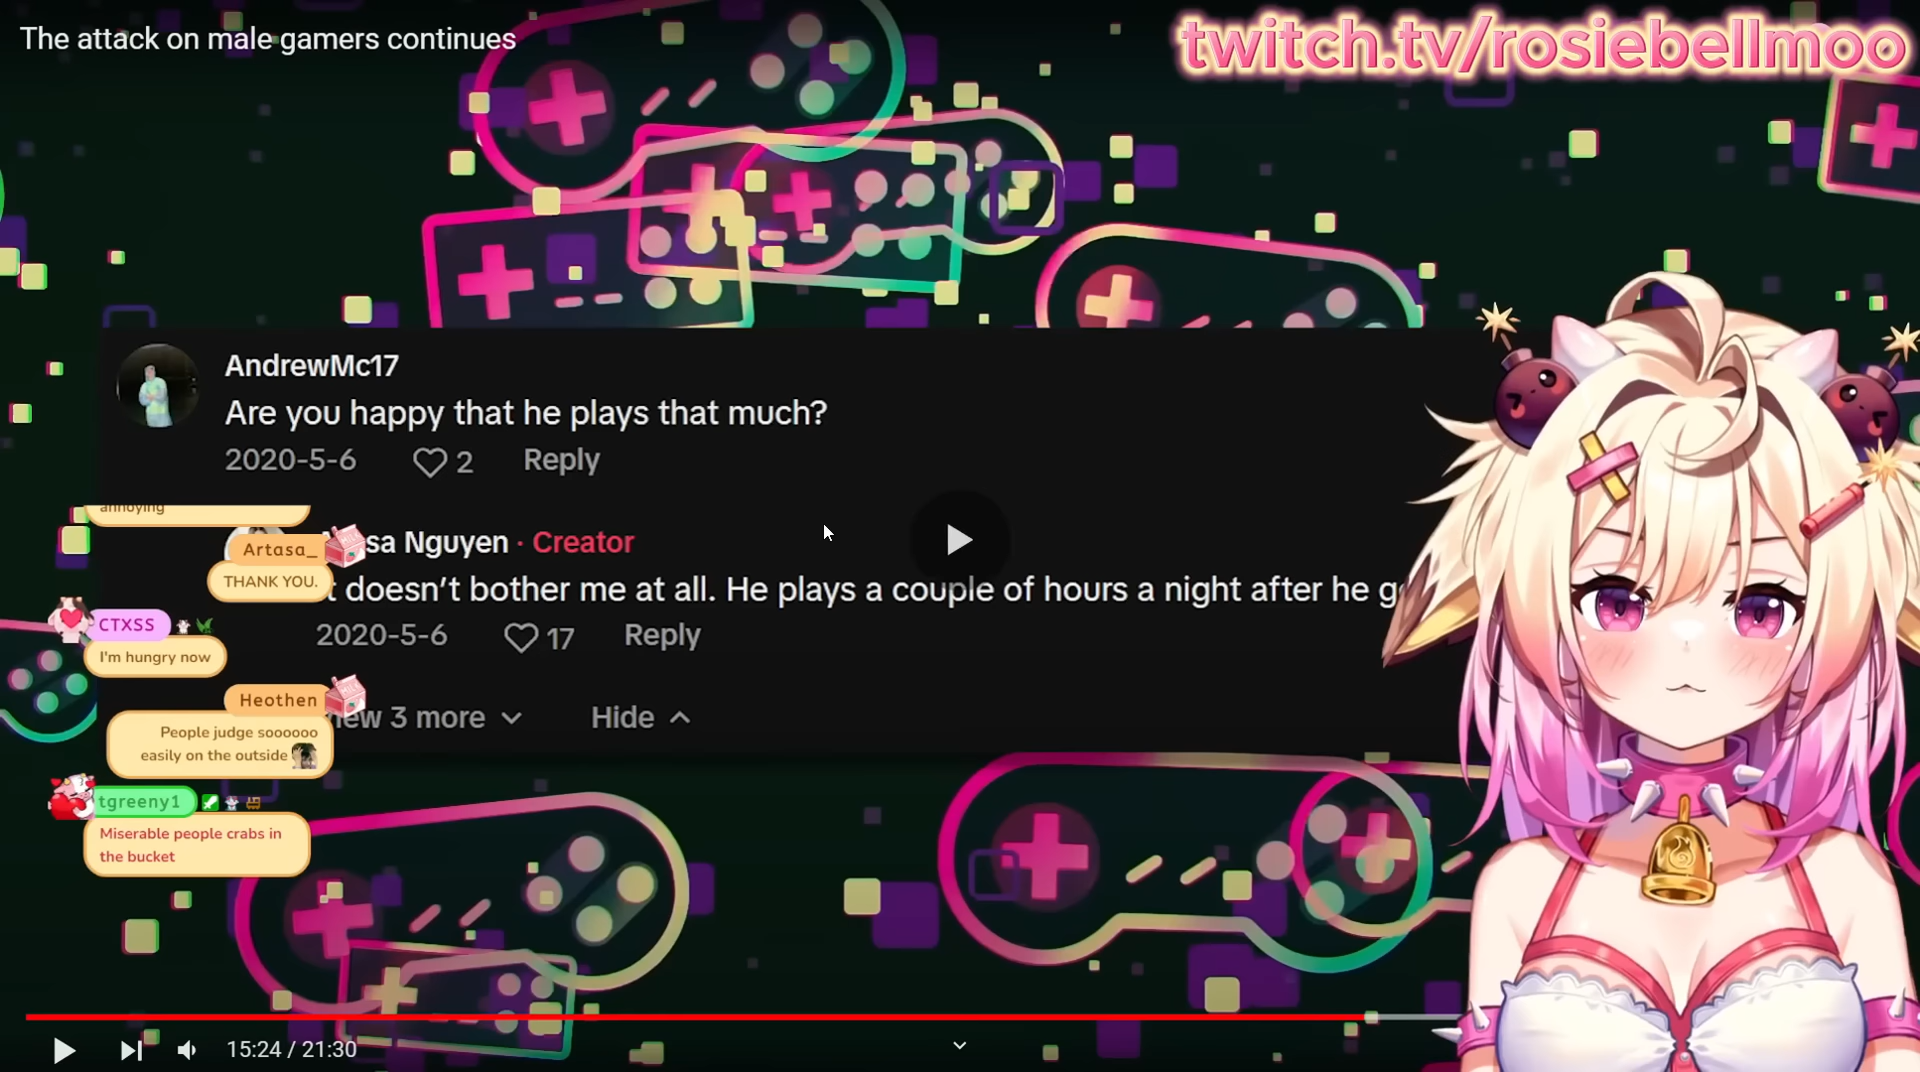 The attack on male gamers continues
twitch.tv/rosiebellmoo
AndrewMc17
Are you happy that he plays that much?
2020-5-6 2 Reply
annoying
sa Nguyen · Creator
Artasa_
THANK YOU.
t doesn't bother me at all. He plays a couple of hours a night after he g
2020-5-6 17 Reply
CTXSS
I'm hungry now
Heothen
People judge soooooo
easily on the outside
ew 3 more Hide
tgreeny1
Miserable people crabs in
the bucket
15:24 / 21:30